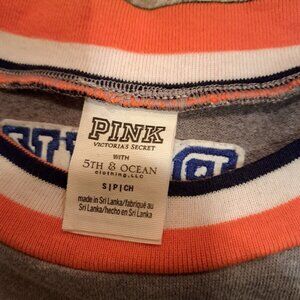 PINK
VICTORIA'S SECRET
WITH
5TH & OCEAN
clothing, LLC
S | P | CH
made in Sri Lanka/fabriqué au
Sri Lanka/hecho en Sri Lanka